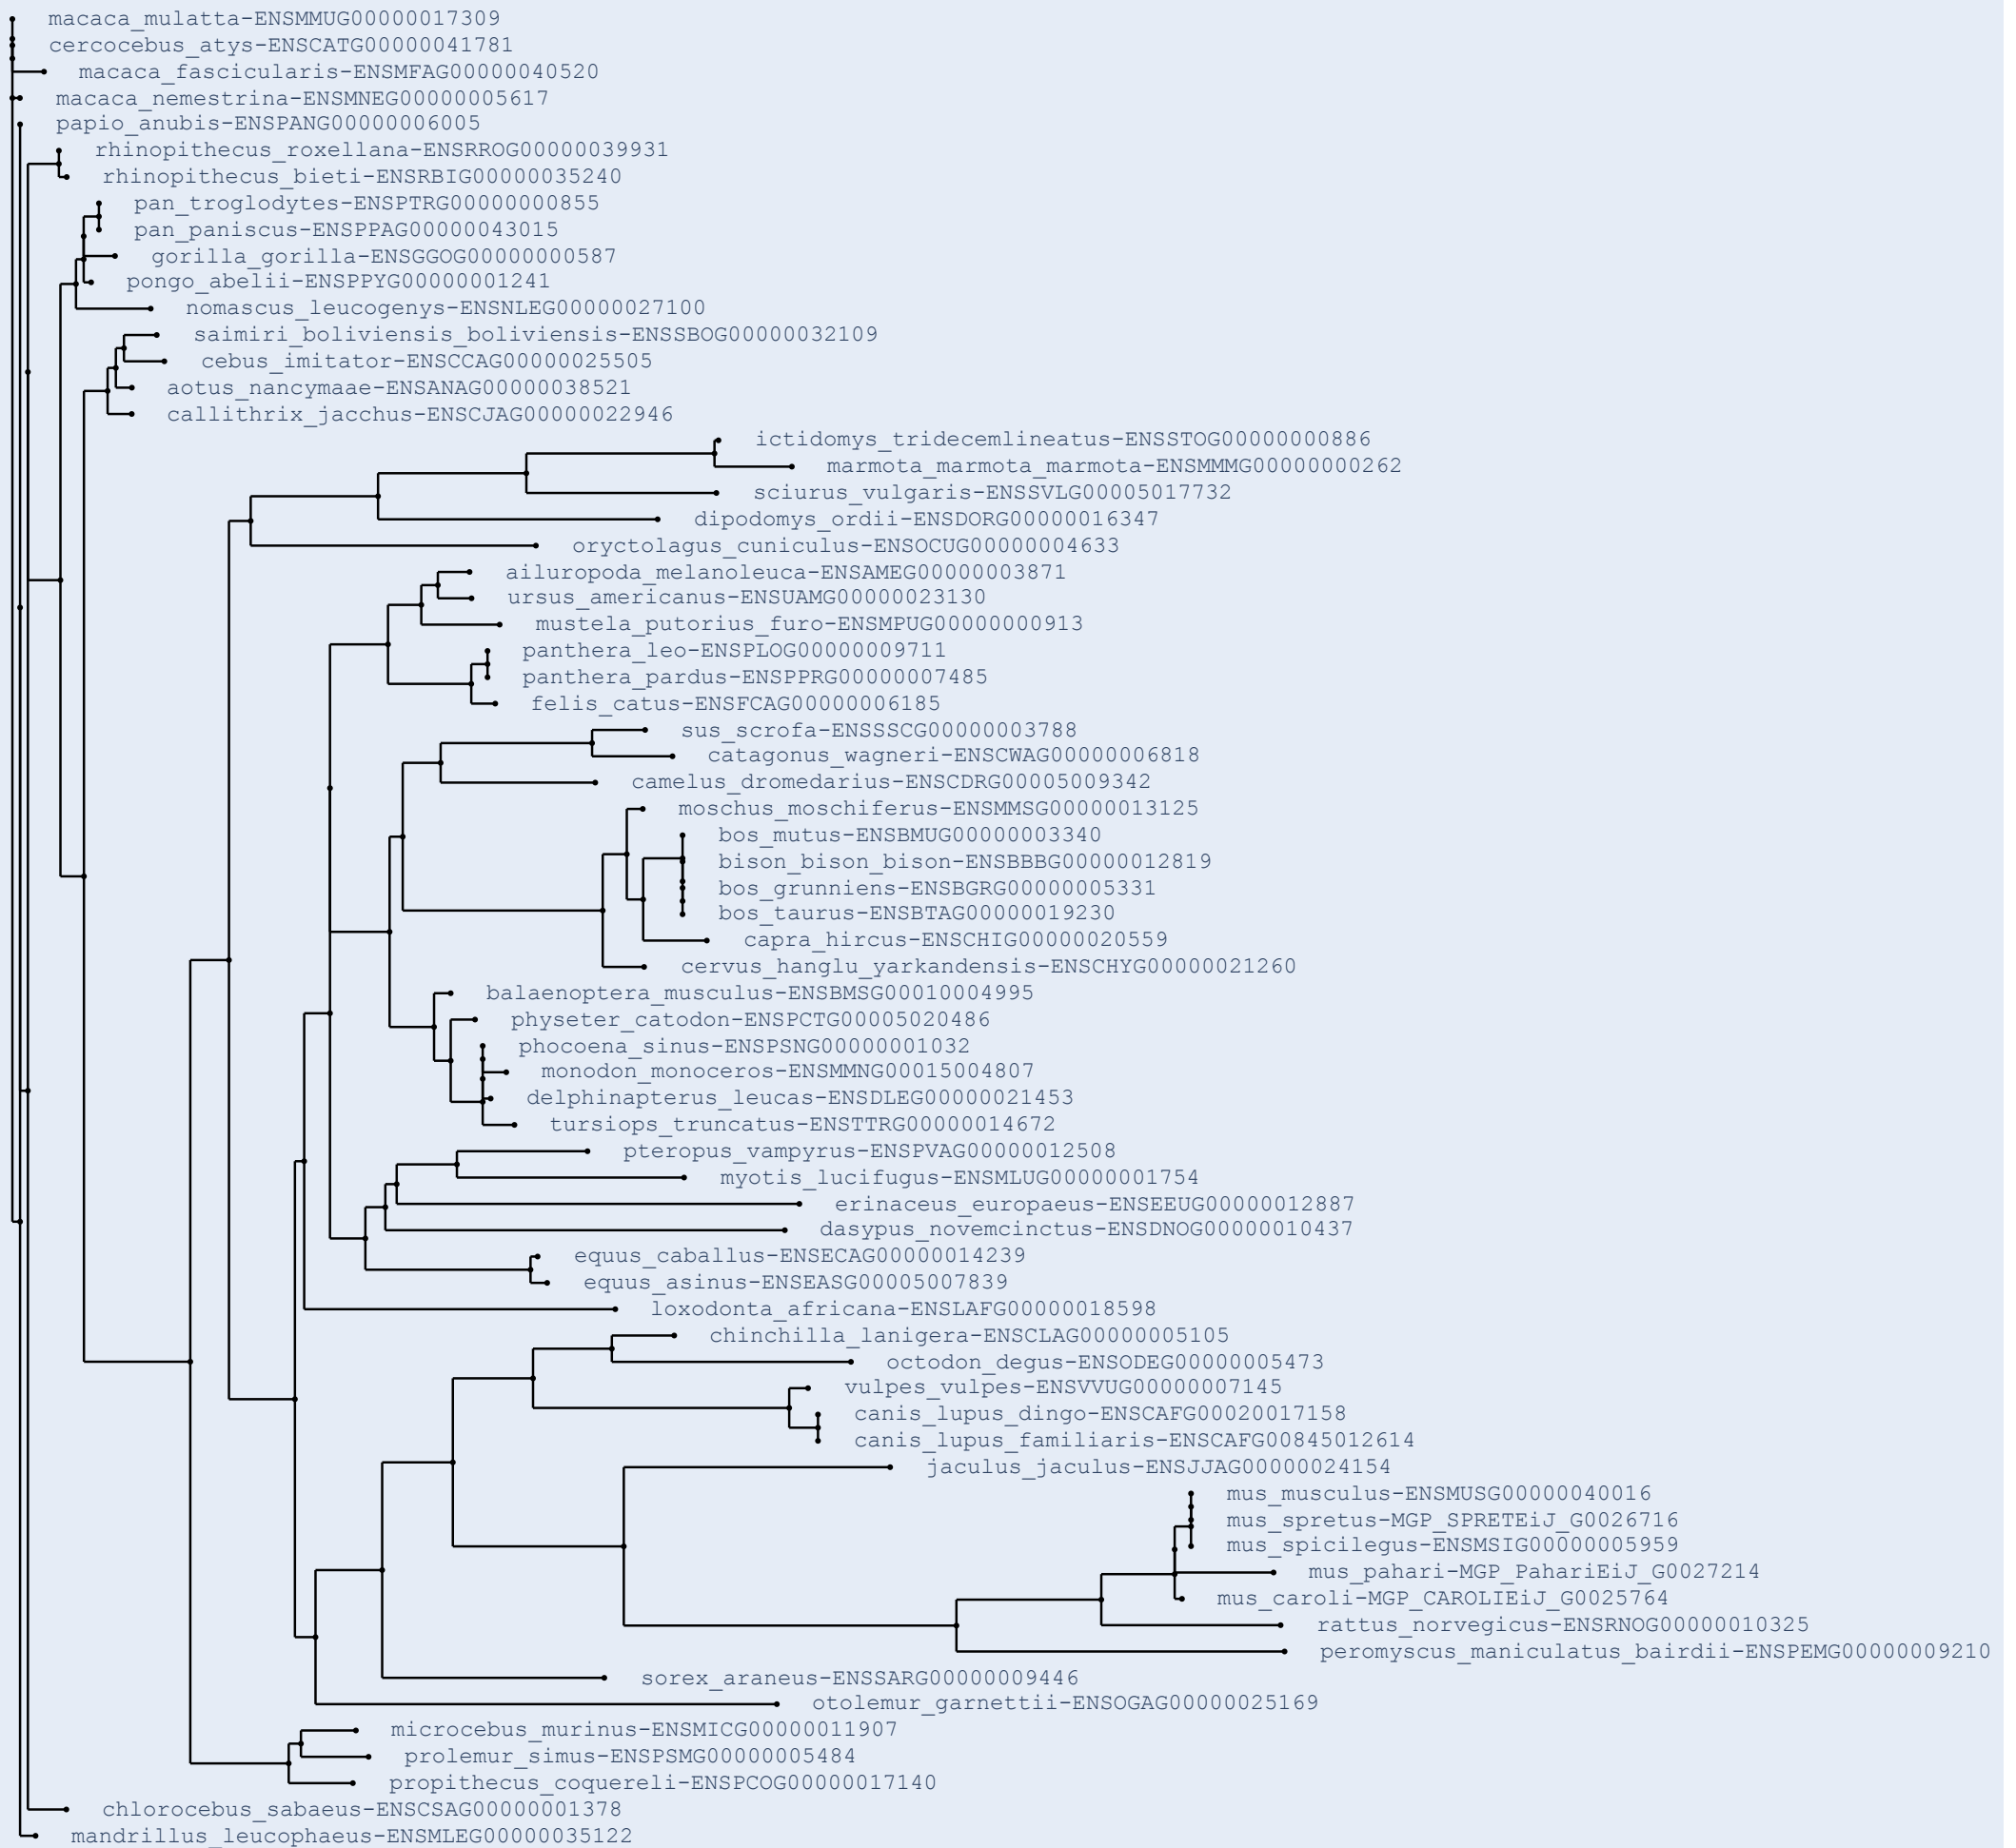 macaca_mulatta-ENSMMUG00000017309
cercocebus_atys-ENSCATG00000041781
macaca_fascicularis-ENSMFAG00000040520
macaca_nemestrina-ENSMNEG00000005617
papio_anubis-ENSPANG00000006005
rhinopithecus_roxellana-ENSRROG00000039931
rhinopithecus_bieti-ENSRBIG00000035240
pan_troglodytes-ENSPTRG00000000855
pan_paniscus-ENSPPAG00000043015
gorilla_gorilla-ENSGGOG00000000587
pongo_abelii-ENSPPYG00000001241
nomascus_leucogenys-ENSNLEG00000027100
saimiri_boliviensis_boliviensis-ENSSBOG00000032109
cebus_imitator-ENSCCAG00000025505
aotus_nancymaae-ENSANAG00000038521
callithrix_jacchus-ENSCJAG00000022946
ictidomys_tridecemlineatus-ENSSTOG00000000886
marmota_marmota_marmota-ENSMMMG00000000262
sciurus_vulgaris-ENSSVLG00005017732
dipodomys_ordii-ENSDORG00000016347
oryctolagus_cuniculus-ENSOCUG00000004633
ailuropoda_melanoleuca-ENSAMEG00000003871
ursus_americanus-ENSUAMG00000023130
mustela_putorius_furo-ENSMPUG00000000913
panthera_leo-ENSPLOG00000009711
panthera_pardus-ENSPPRG00000007485
felis_catus-ENSFCAG00000006185
sus_scrofa-ENSSSCG00000003788
catagonus_wagneri-ENSCWAG00000006818
camelus_dromedarius-ENSCDRG00005009342
moschus_moschiferus-ENSMMSG00000013125
bos_mutus-ENSBMUG00000003340
bison_bison_bison-ENSBBBG00000012819
bos_grunniens-ENSBGRG00000005331
bos_taurus-ENSBTAG00000019230
capra_hircus-ENSCHIG00000020559
cervus_hanglu_yarkandensis-ENSCHYG00000021260
balaenoptera_musculus-ENSBMSG00010004995
physeter_catodon-ENSPCTG00005020486
phocoena_sinus-ENSPSNG00000001032
monodon_monoceros-ENSMMNG00015004807
delphinapterus_leucas-ENSDLEG00000021453
tursiops_truncatus-ENSTTRG00000014672
pteropus_vampyrus-ENSPVAG00000012508
myotis_lucifugus-ENSMLUG00000001754
erinaceus_europaeus-ENSEEUG00000012887
dasypus_novemcinctus-ENSDNOG00000010437
equus_caballus-ENSECAG00000014239
equus_asinus-ENSEASG00005007839
loxodonta_africana-ENSLAFG00000018598
chinchilla_lanigera-ENSCLAG00000005105
octodon_degus-ENSODEG00000005473
vulpes_vulpes-ENSVVUG00000007145
canis_lupus_dingo-ENSCAFG00020017158
canis_lupus_familiaris-ENSCAFG00845012614
jaculus_jaculus-ENSJJAG00000024154
mus_musculus-ENSMUSG00000040016
mus_spretus-MGP_SPRETEiJ_G0026716
mus_spicilegus-ENSMSIG00000005959
mus_pahari-MGP_PahariEiJ_G0027214
mus_caroli-MGP_CAROLIEiJ_G0025764
rattus_norvegicus-ENSRNOG00000010325
peromyscus_maniculatus_bairdii-ENSPEMG00000009210
sorex_araneus-ENSSARG00000009446
otolemur_garnettii-ENSOGAG00000025169
microcebus_murinus-ENSMICG00000011907
prolemur_simus-ENSPSMG00000005484
propithecus_coquereli-ENSPCOG00000017140
chlorocebus_sabaeus-ENSCSAG00000001378
mandrillus_leucophaeus-ENSMLEG00000035122